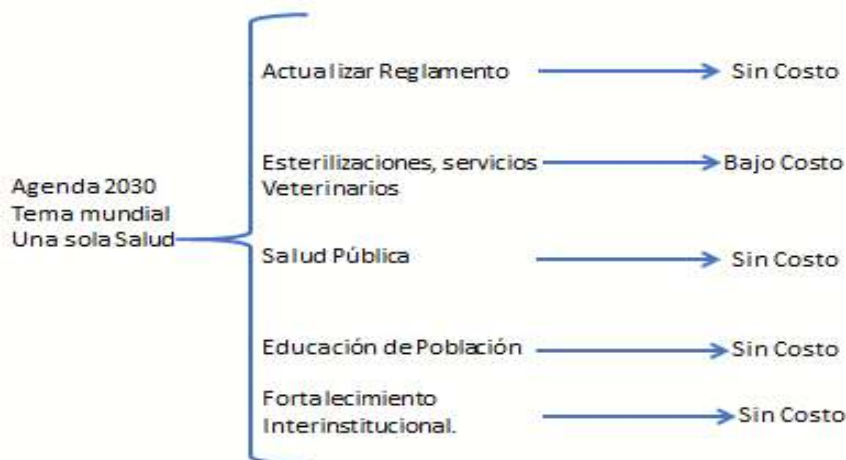 Actualizar Reglamento Sin Costo
Esterilizaciones, servicios Bajo Costo
Veterinarios
Agenda 2030
Tema mundial
Una sola Salud
Salud Pública Sin Costo
Educación de Población Sin Costo
Fortalecimiento
Interinstitucional. Sin Costo